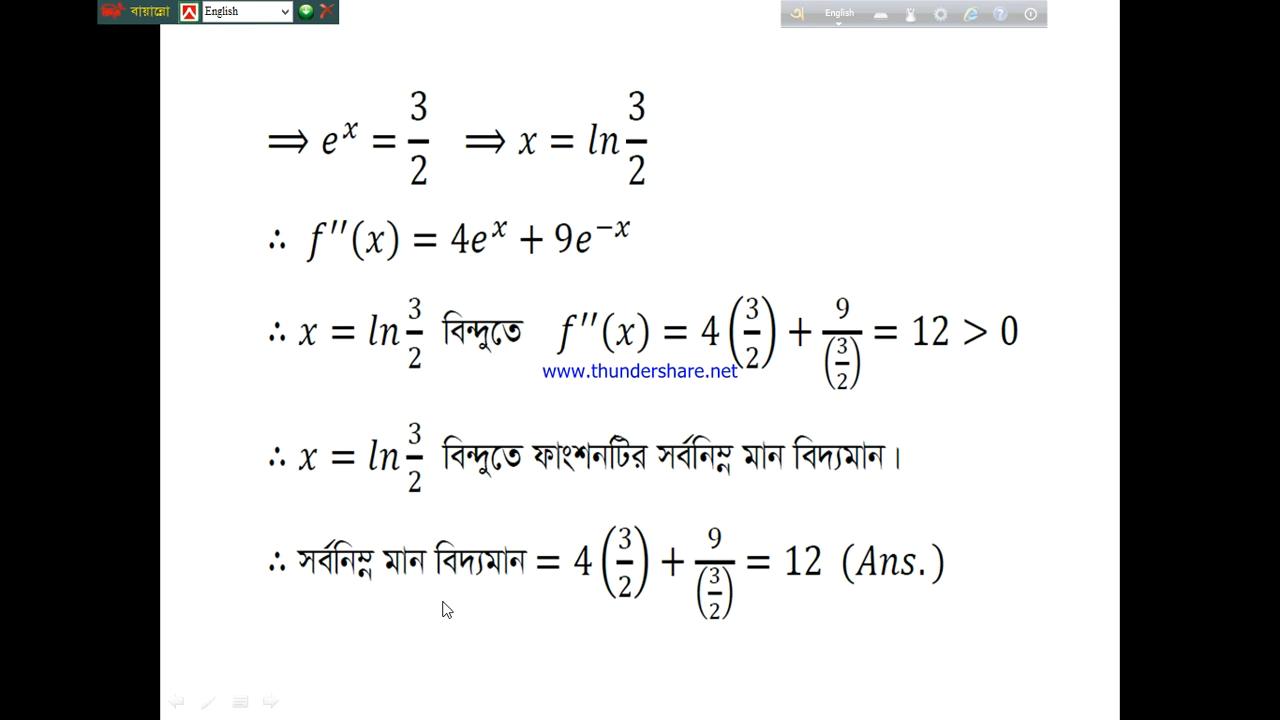 বায়ান্নো English
English
⟹ e^x = 3/2 ⟹ x = ln 3/2
∴ f''(x) = 4e^x + 9e^{-x}
∴ x = ln 3/2 বিন্দুতে f''(x) = 4(3/2) + 9/(3/2) = 12 > 0
www.thundershare.net
∴ x = ln 3/2 বিন্দুতে ফাংশনটির সর্বনিম্ন মান বিদ্যমান।
∴ সর্বনিম্ন মান বিদ্যমান = 4(3/2) + 9/(3/2) = 12 (Ans.)